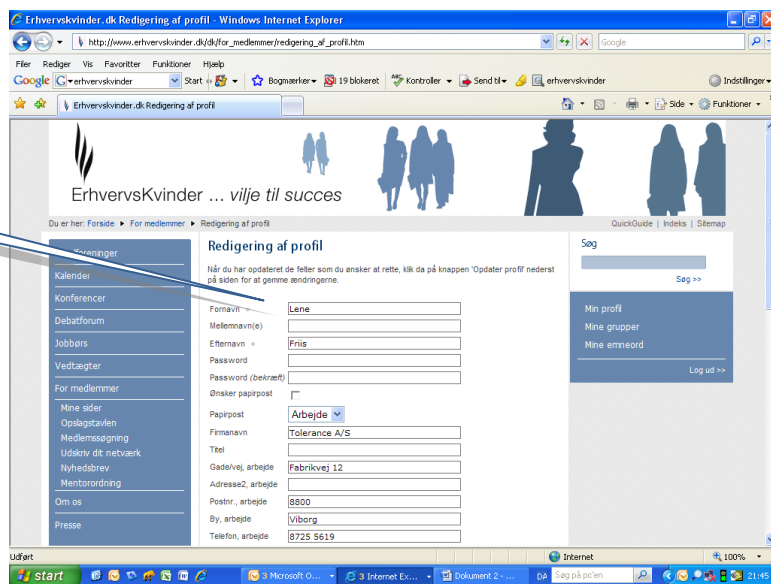 Erhvervskvinder.dk Redigering af profil - Windows Internet Explorer
http://www.erhvervskvinder.dk/dk/for_medlemmer/redigering_af_profil.htm
Google
Filer Rediger Vis Favoritter Funktioner Hjælp
Google G erhvervskvinder Start Bogmærker 19 blokeret Kontroller Send til erhvervskvinder Indstillinger
Erhvervskvinder.dk Redigering af profil
Side Funktioner
ErhvervsKvinder ... vilje til succes
Du er her: Forside ► For medlemmer ► Redigering af profil
QuickGuide | Indeks | Sitemap
Kalender
Konferencer
Debatforum
Jobbørs
Vedtægter
For medlemmer
Mine sider
Opslagstavlen
Medlemssøgning
Udskriv dit netværk
Nyhedsbrev
Mentorordning
Om os
Presse
Redigering af profil
Når du har opdateret de felter som du ønsker at rette, klik da på knappen 'Opdater profil' nederst
på siden for at gemme ændringerne.
Fornavn Lene
Mellemnavn(e)
Efternavn Friis
Password
Password (bekræft)
Ønsker papirpost
Papirpost Arbejde
Firmanavn Tolerance A/S
Titel
Gade/vej, arbejde Fabrikvej 12
Adresse2, arbejde
Postnr., arbejde 8800
By, arbejde Viborg
Telefon, arbejde 8725 5619
Søg
Søg >>
Min profil
Mine grupper
Mine emneord
Log ud >>
Udført
Internet
100%
start
3 Microsoft O...
3 Internet Ex...
Dokument 2 - ...
DA
Søg på pc'en
21:45